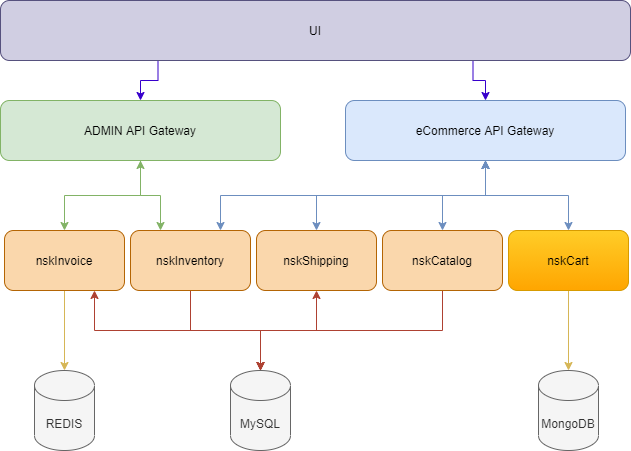 UI
ADMIN API Gateway
eCommerce API Gateway
nskInvoice
nskInventory
nskShipping
nskCatalog
nskCart
REDIS
MySQL
MongoDB